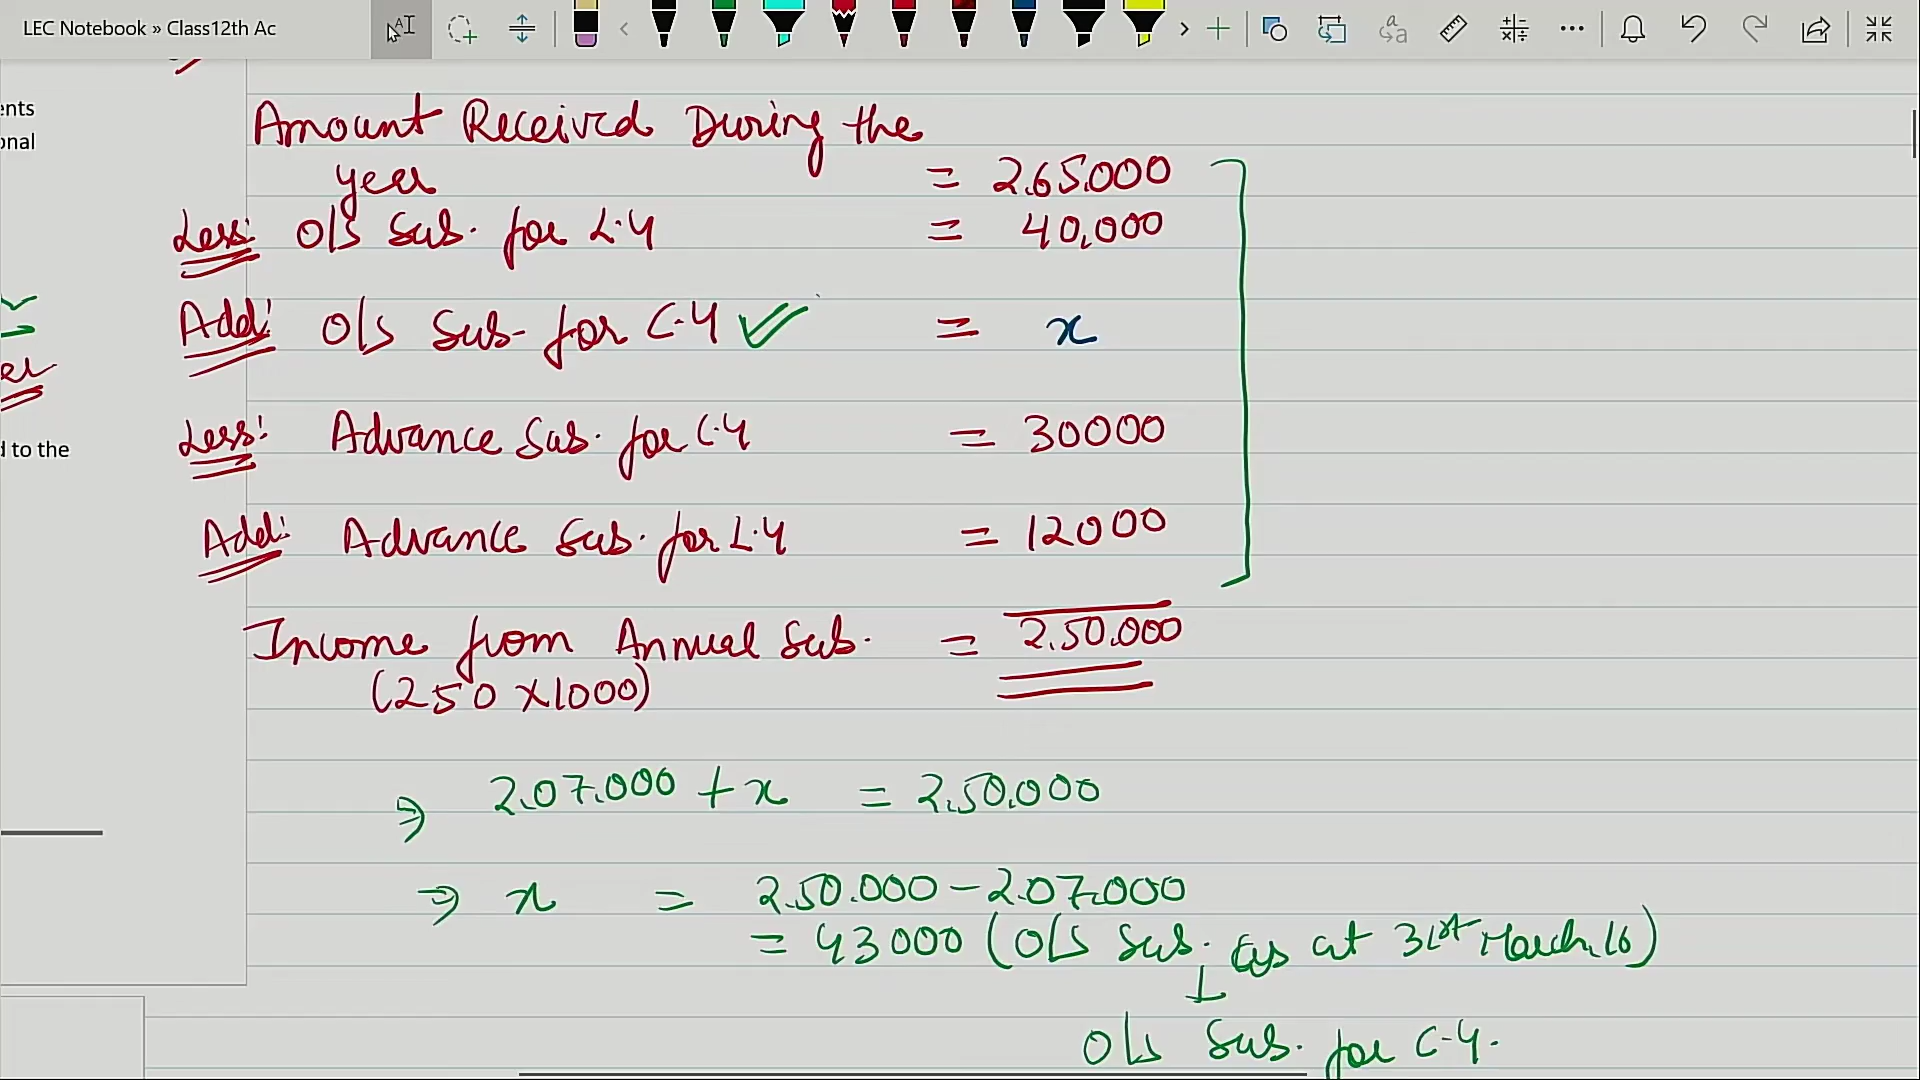 LEC Notebook » Class12th Ac
ents
onal
d to the
Amount Received During the
year = 2,65,000
Less: O/s Sub. for L.Y = 40,000
Add: O/s Sub. for C.Y = x
Less: Advance Sub. for C.Y = 30000
Add: Advance Sub. for L.Y = 12000
Income from Annual Sub. = 2,50,000
(250 x 1000)
⇒ 2,07,000 + x = 2,50,000
⇒ x = 2,50,000 - 2,07,000
= 43000 (O/s Sub. as at 31st March, 16)
O/s Sub. for C.Y.